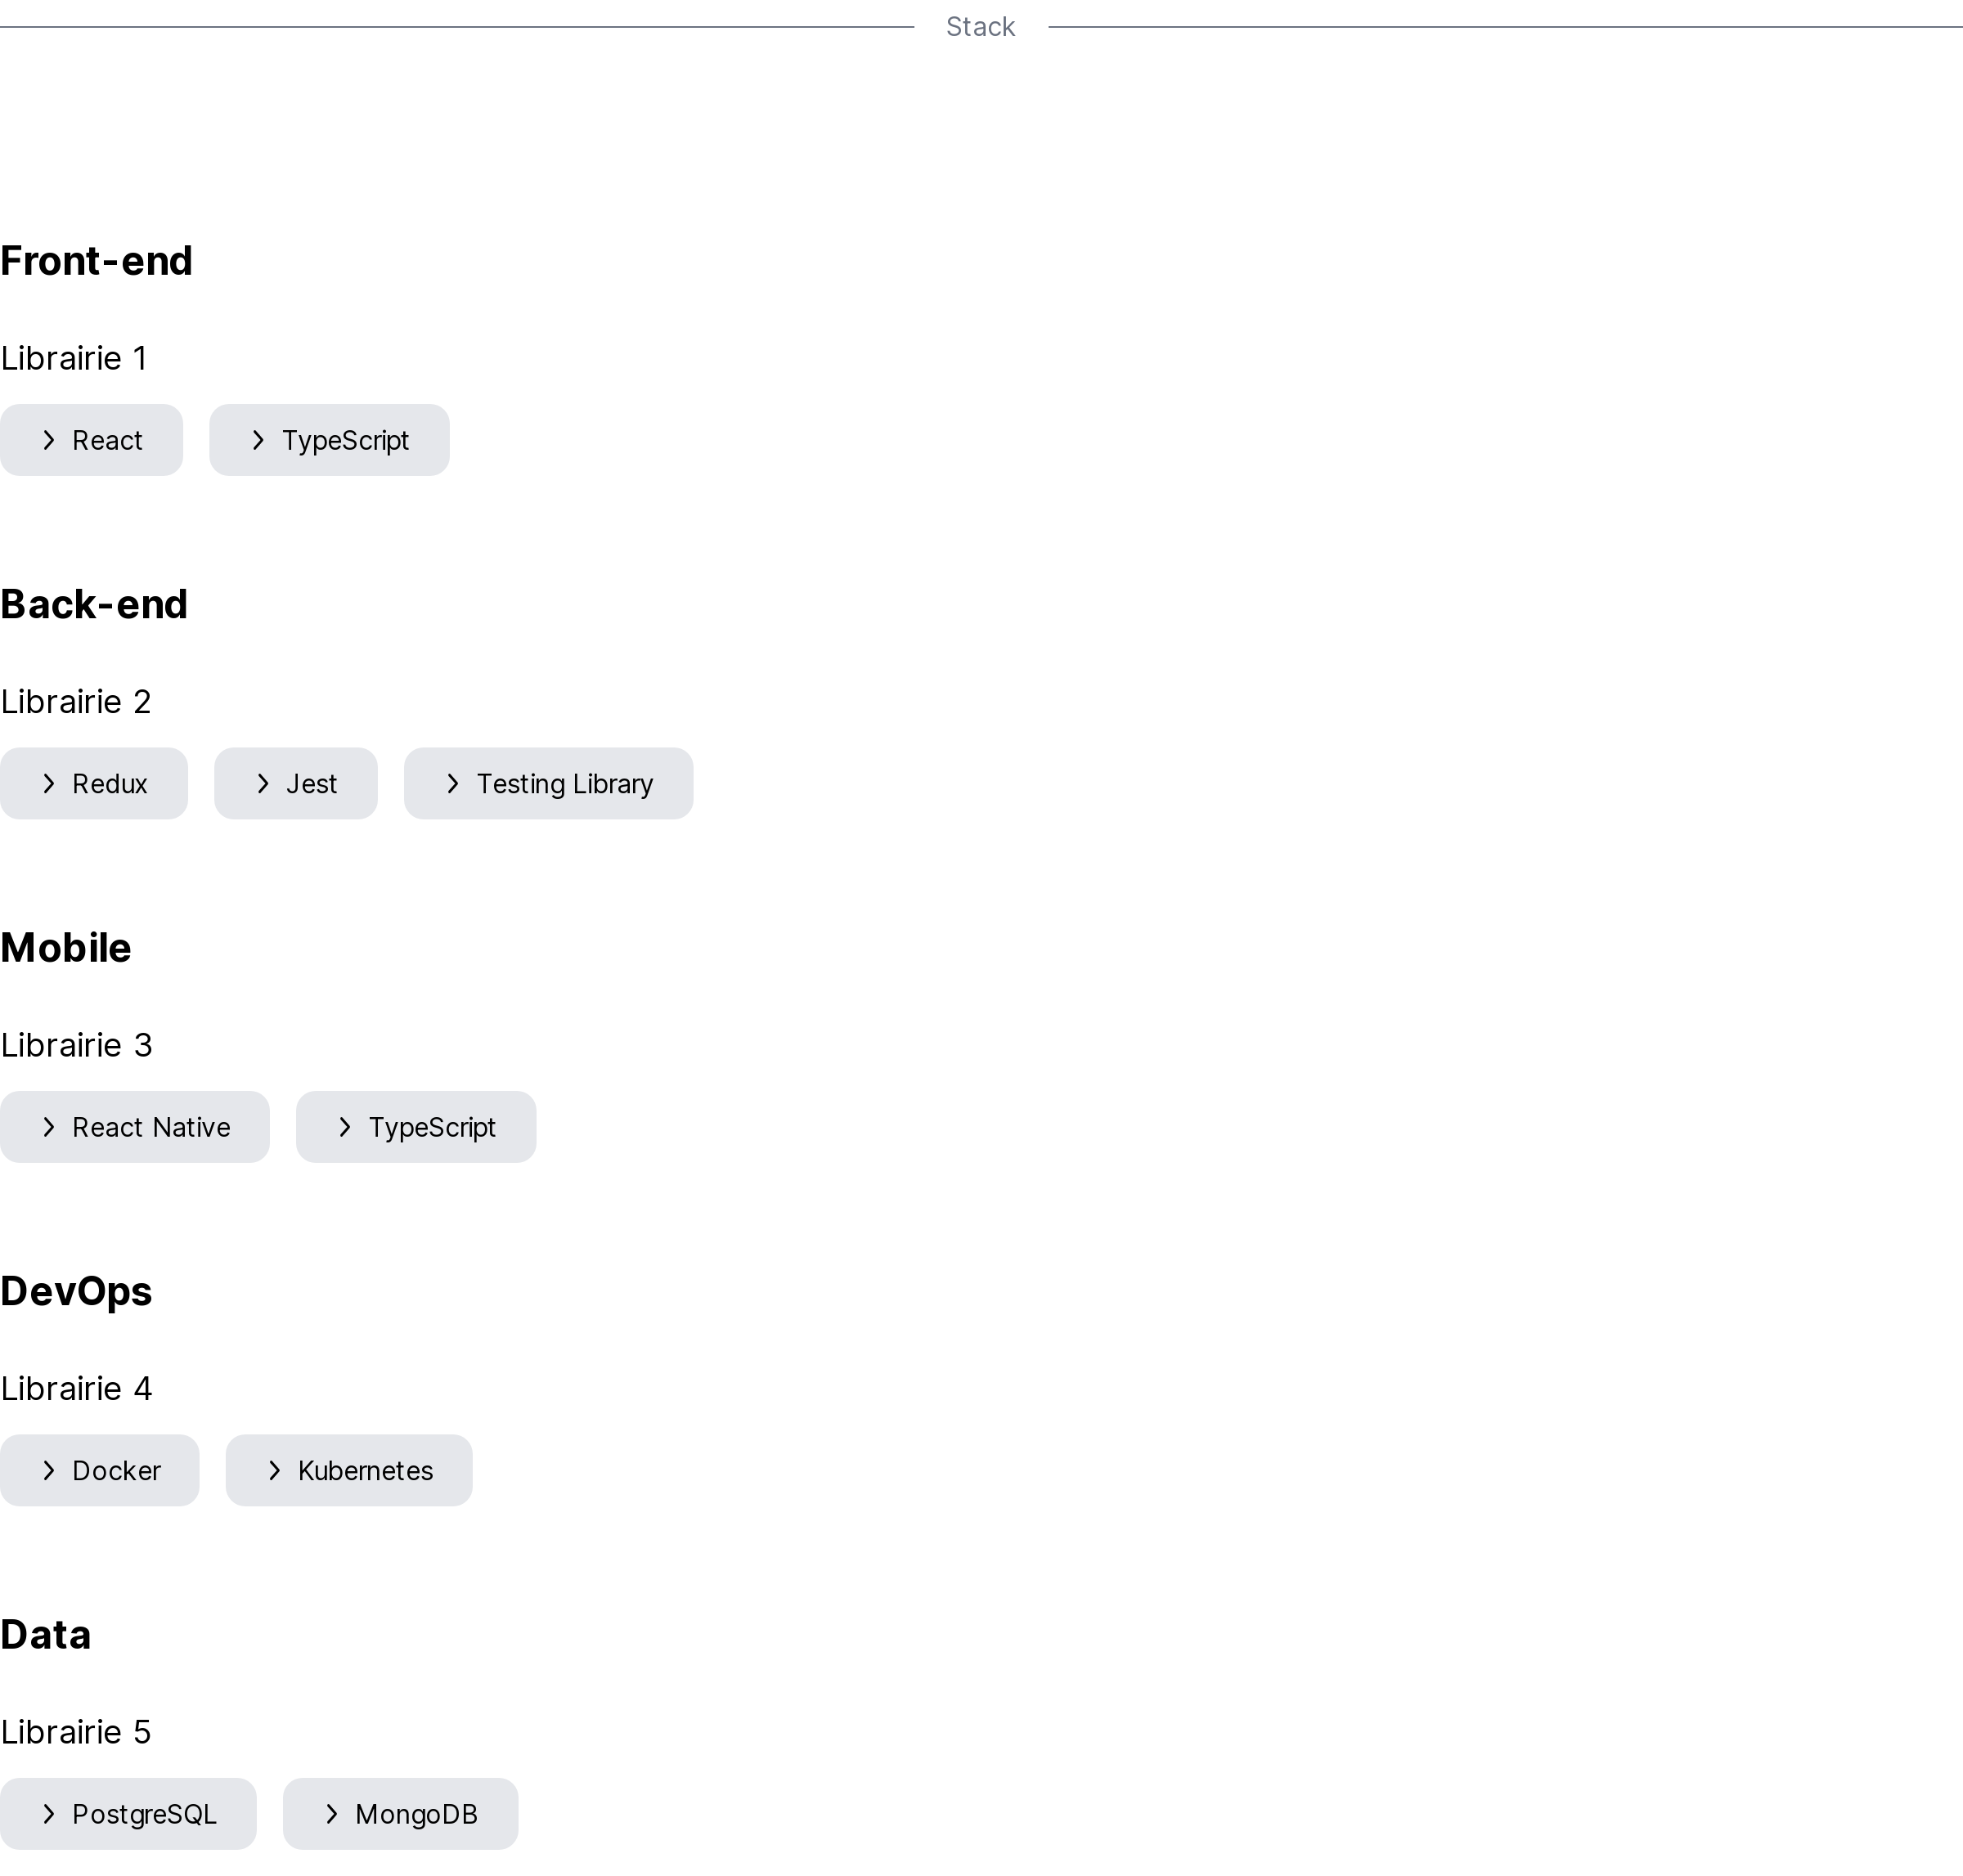 Stack
Front-end
Librairie 1
React TypeScript
Back-end
Librairie 2
Redux Jest Testing Library
Mobile
Librairie 3
React Native TypeScript
DevOps
Librairie 4
Docker Kubernetes
Data
Librairie 5
PostgreSQL MongoDB